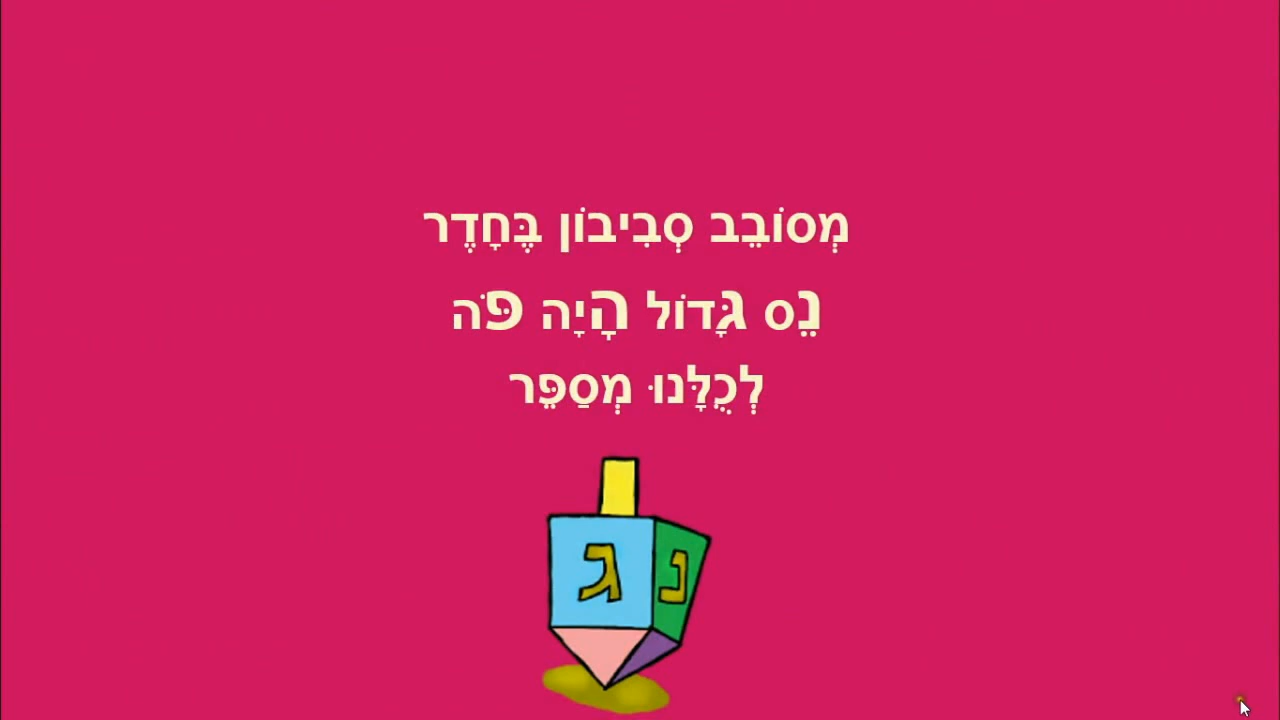 מְסוֹבֵב סְבִיבוֹן בֶּחָדֶר
נֵס גָּדוֹל הָיָה פֹּה
לְכֻלָּנוּ מְסַפֵּר
ג נ